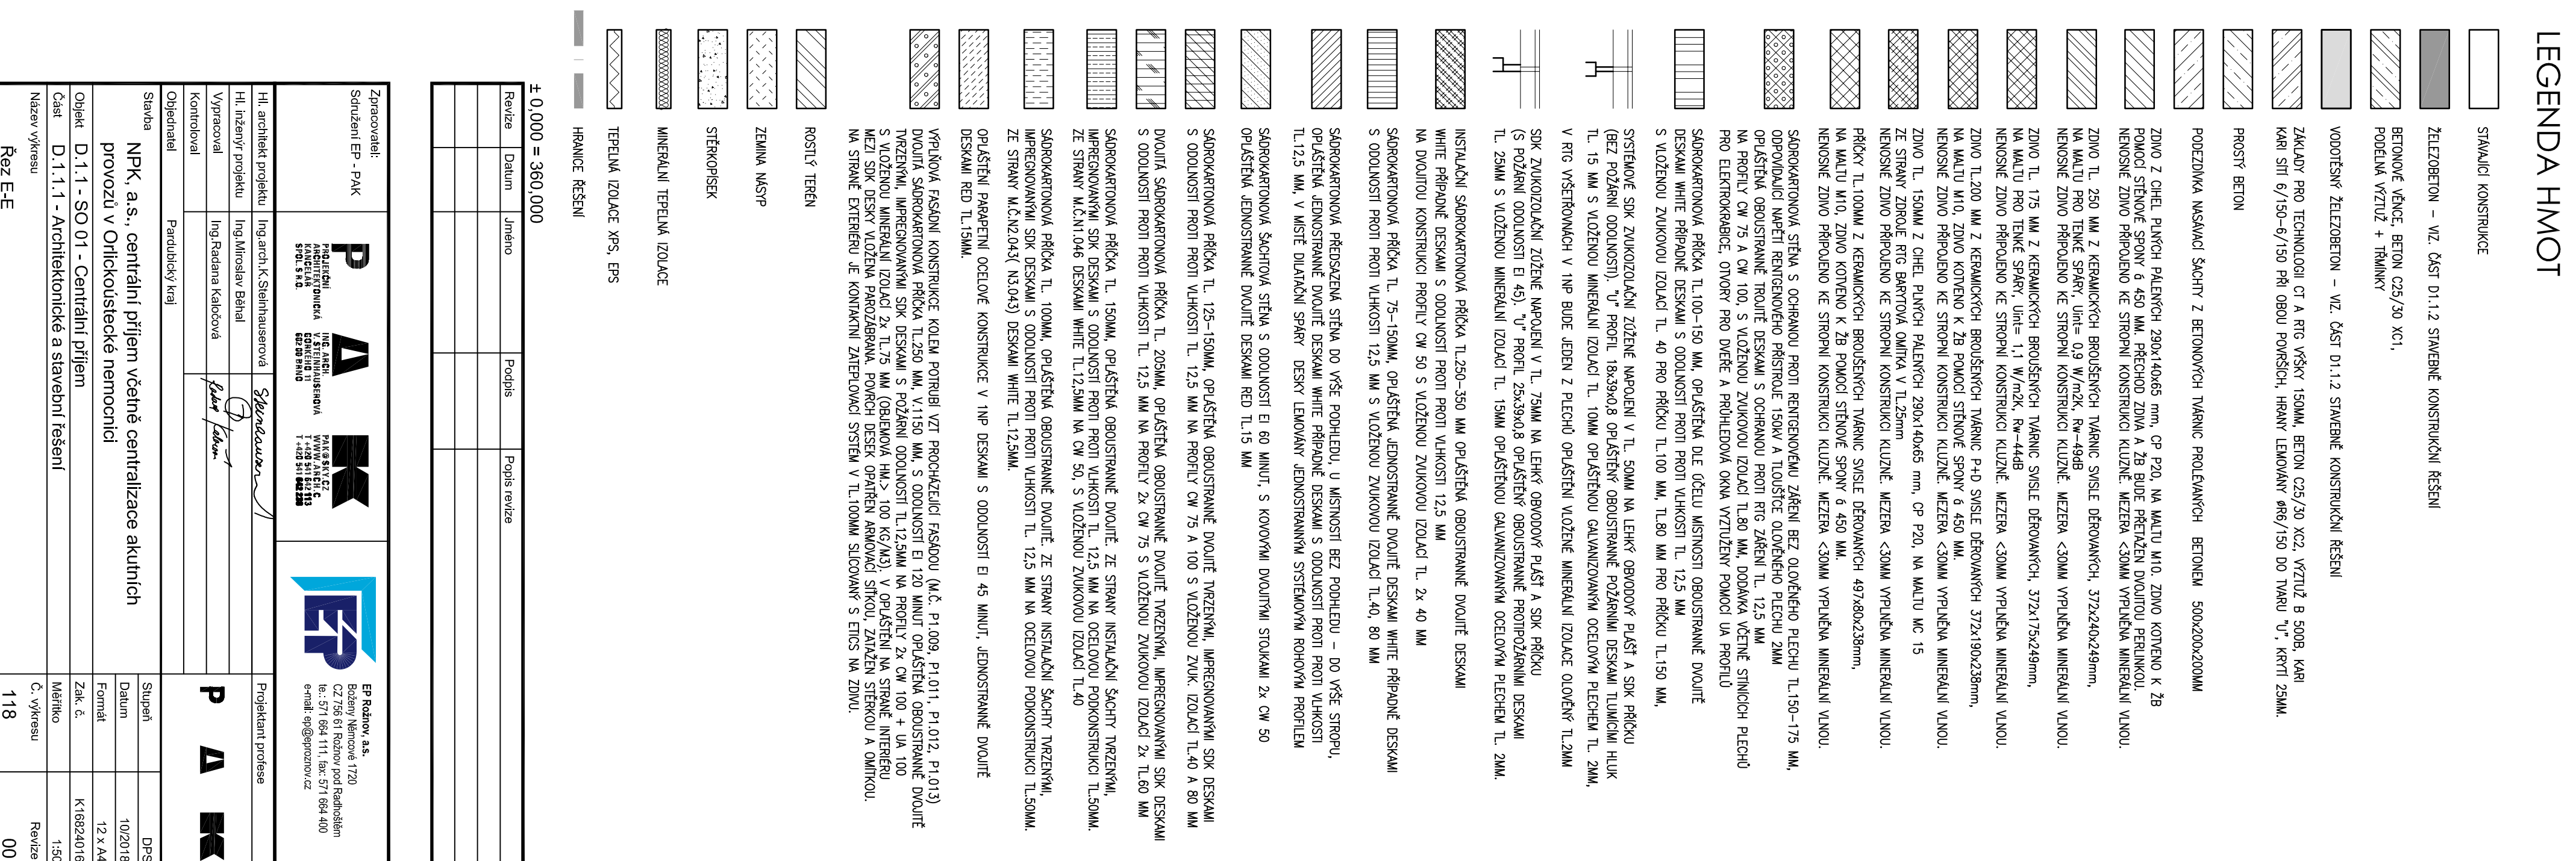 LEGENDA HMOT
STÁVAJÍCÍ KONSTRUKCE
ŽELEZOBETON – VIZ. ČÁST D1.1.2 STAVEBNĚ KONSTRUKČNÍ ŘEŠENÍ
BETONOVÉ VĚNCE, BETON C25/30 XC1,
PODÉLNÁ VÝZTUŽ + TŘMÍNKY
VODOTĚSNÝ ŽELEZOBETON – VIZ. ČÁST D1.1.2 STAVEBNĚ KONSTRUKČNÍ ŘEŠENÍ
ZÁKLADY PRO TECHNOLOGII CT A RTG VÝŠKY 150MM, BETON C25/30 XC2, VÝZTUŽ B 500B, KARI
KARI SÍTÍ 6/150–6/150 PŘI OBOU POVRŠÍCH, HRANY LEMOVÁNY ØR6/150 DO TVARU "U", KRYTÍ 25MM.
PROSTÝ BETON
PODEZDÍVKA NASÁVACÍ ŠACHTY Z BETONOVÝCH TVÁRNIC PROLÉVANÝCH BETONEM 500x200x200MM
ZDIVO Z CIHEL PLNÝCH PÁLENÝCH 290x140x65 mm, CP P20, NA MALTU M10. ZDIVO KOTVENO K ŽB
POMOCÍ STĚNOVÉ SPONY á 450 MM. PŘECHOD ZDIVA A ŽB BUDE PŘETAŽEN DVOJITOU PERLINKOU.
NENOSNÉ ZDIVO PŘIPOJENO KE STROPNÍ KONSTRUKCI KLUZNĚ. MEZERA <30MM VYPLNĚNA MINERÁLNÍ VLNOU.
ZDIVO TL. 250 MM Z KERAMICKÝCH BROUŠENÝCH TVÁRNIC SVISLE DĚROVANÝCH, 372x240x249mm,
NA MALTU PRO TENKÉ SPÁRY, Uint= 0,9 W/m2K, Rw–49dB
NENOSNÉ ZDIVO PŘIPOJENO KE STROPNÍ KONSTRUKCI KLUZNĚ. MEZERA <30MM VYPLNĚNA MINERÁLNÍ VLNOU.
ZDIVO TL. 175 MM Z KERAMICKÝCH BROUŠENÝCH TVÁRNIC SVISLE DĚROVANÝCH, 372x175x249mm,
NA MALTU PRO TENKÉ SPÁRY, Uint= 1,1 W/m2K, Rw–44dB
NENOSNÉ ZDIVO PŘIPOJENO KE STROPNÍ KONSTRUKCI KLUZNĚ. MEZERA <30MM VYPLNĚNA MINERÁLNÍ VLNOU.
ZDIVO TL.200 MM Z KERAMICKÝCH BROUŠENÝCH TVÁRNIC P+D SVISLE DĚROVANÝCH 372x190x238mm,
NA MALTU M10, ZDIVO KOTVENO K ŽB POMOCÍ STĚNOVÉ SPONY á 450 MM.
NENOSNÉ ZDIVO PŘIPOJENO KE STROPNÍ KONSTRUKCI KLUZNĚ. MEZERA <30MM VYPLNĚNA MINERÁLNÍ VLNOU.
ZDIVO TL. 150MM Z CIHEL PLNÝCH PÁLENÝCH 290x140x65 mm, CP P20, NA MALTU MC 15
ZE STRANY ZDROJE RTG BARYTOVÁ OMÍTKA V TL.25mm
NENOSNÉ ZDIVO PŘIPOJENO KE STROPNÍ KONSTRUKCI KLUZNĚ. MEZERA <30MM VYPLNĚNA MINERÁLNÍ VLNOU.
PŘÍČKY TL.100MM Z KERAMICKÝCH BROUŠENÝCH TVÁRNIC SVISLE DĚROVANÝCH 497x80x238mm,
NA MALTU M10, ZDIVO KOTVENO K ŽB POMOCÍ STĚNOVÉ SPONY á 450 MM.
NENOSNÉ ZDIVO PŘIPOJENO KE STROPNÍ KONSTRUKCI KLUZNĚ. MEZERA <30MM VYPLNĚNA MINERÁLNÍ VLNOU.
SÁDROKARTONOVÁ STĚNA S OCHRANOU PROTI RENTGENOVÉMU ZÁŘENÍ BEZ OLOVĚNÉHO PLECHU TL.150–175 MM,
ODPOVÍDAJÍCÍ NAPĚTÍ RENTGENOVÉHO PŘÍSTROJE 150kV A TLOUŠŤCE OLOVĚNÉHO PLECHU 2MM
OPLÁŠTĚNÁ OBOUSTRANNĚ TROJITĚ DESKAMI S OCHRANOU PROTI RTG ZÁŘENÍ TL. 12,5 MM
NA PROFILY CW 75 A CW 100, S VLOŽENOU ZVUKOVOU IZOLACÍ TL.80 MM, DODÁVKA VČETNĚ STÍNÍCÍCH PLECHŮ
PRO ELEKTROKRABICE, OTVORY PRO DVEŘE A PRŮHLEDOVÁ OKNA VYZTUŽENY POMOCÍ UA PROFILŮ
SÁDROKARTONOVÁ PŘÍČKA TL.100–150 MM, OPLÁŠTĚNÁ DLE ÚČELU MÍSTNOSTI OBOUSTRANNĚ DVOJITĚ
DESKAMI WHITE PŘÍPADNĚ DESKAMI S ODOLNOSTÍ PROTI PROTI VLHKOSTI TL. 12,5 MM
S VLOŽENOU ZVUKOVOU IZOLACÍ TL. 40 PRO PŘÍČKU TL.100 MM, TL.80 MM PRO PŘÍČKU TL.150 MM,
SYSTÉMOVÉ SDK ZVUKOIZOLAČNÍ ZÚŽENÉ NAPOJENÍ V TL. 50MM NA LEHKÝ OBVODOVÝ PLÁŠŤ A SDK PŘÍČKU
(BEZ POŽÁRNÍ ODOLNOSTI). "U" PROFIL 18x39x0,8 OPLÁŠTĚNÝ OBOUSTRANNĚ POŽÁRNÍMI DESKAMI TLUMÍCÍMI HLUK
TL. 15 MM S VLOŽENOU MINERÁLNÍ IZOLACÍ TL. 10MM OPLÁŠTĚNOU GALVANIZOVANÝM OCELOVÝM PLECHEM TL. 2MM,
V RTG VYŠETŘOVNÁCH V 1NP BUDE JEDEN Z PLECHŮ OPLÁŠTĚNÍ VLOŽENÉ MINERÁLNÍ IZOLACE OLOVĚNÝ TL.2MM
SDK ZVUKOIZOLAČNÍ ZÚŽENÉ NAPOJENÍ V TL. 75MM NA LEHKÝ OBVODOVÝ PLÁŠŤ A SDK PŘÍČKU
(S POŽÁRNÍ ODOLNOSTÍ EI 45). "U" PROFIL 25x39x0,8 OPLÁŠTĚNÝ OBOUSTRANNĚ PROTIPOŽÁRNÍMI DESKAMI
TL. 25MM S VLOŽENOU MINERÁLNÍ IZOLACÍ TL. 15MM OPLÁŠTĚNOU GALVANIZOVANÝM OCELOVÝM PLECHEM TL. 2MM.
INSTALAČNÍ SÁDROKARTONOVÁ PŘÍČKA TL.250–350 MM OPLÁŠTĚNÁ OBOUSTRANNĚ DVOJITĚ DESKAMI
WHITE PŘÍPADNĚ DESKAMI S ODOLNOSTÍ PROTI PROTI VLHKOSTI 12,5 MM
NA DVOJITOU KONSTRUKCI PROFILY CW 50 S VLOŽENOU ZVUKOVOU IZOLACÍ TL. 2x 40 MM
SÁDROKARTONOVÁ PŘÍČKA TL. 75–150MM, OPLÁŠTĚNÁ JEDNOSTRANNĚ DVOJITĚ DESKAMI WHITE PŘÍPADNĚ DESKAMI
S ODOLNOSTÍ PROTI PROTI VLHKOSTI 12,5 MM S VLOŽENOU ZVUKOVOU IZOLACÍ TL.40, 80 MM
SÁDROKARTONOVÁ PŘEDSAZENÁ STĚNA DO VÝŠE PODHLEDU, U MÍSTNOSTÍ BEZ PODHLEDU – DO VÝŠE STROPU,
OPLÁŠTĚNÁ JEDNOSTRANNĚ DVOJITĚ DESKAMI WHITE PŘÍPADNĚ DESKAMI S ODOLNOSTÍ PROTI PROTI VLHKOSTI
TL.12,5 MM, V MÍSTĚ DILATAČNÍ SPÁRY DESKY LEMOVÁNY JEDNOSTRANNÝM SYSTÉMOVÝM ROHOVÝM PROFILEM
SÁDROKARTONOVÁ ŠACHTOVÁ STĚNA S ODOLNOSTÍ EI 60 MINUT, S KOVOVÝMI DVOJITÝMI STOJKAMI 2x CW 50
OPLÁŠTĚNÁ JEDNOSTRANNĚ DVOJITĚ DESKAMI RED TL.15 MM
SÁDROKARTONOVÁ PŘÍČKA TL. 125–150MM, OPLÁŠTĚNÁ OBOUSTRANNĚ DVOJITĚ TVRZENÝMI, IMPREGNOVANÝMI SDK DESKAMI
S ODOLNOSTÍ PROTI PROTI VLHKOSTI TL. 12,5 MM NA PROFILY CW 75 A 100 S VLOŽENOU ZVUK. IZOLACÍ TL.40 A 80 MM
DVOJITÁ SÁDROKARTONOVÁ PŘÍČKA TL. 205MM, OPLÁŠTĚNÁ OBOUSTRANNĚ DVOJITĚ TVRZENÝMI, IMPREGNOVANÝMI SDK DESKAMI
S ODOLNOSTÍ PROTI PROTI VLHKOSTI TL. 12,5 MM NA PROFILY 2x CW 75 S VLOŽENOU ZVUKOVOU IZOLACÍ 2x TL.60 MM
SÁDROKARTONOVÁ PŘÍČKA TL. 150MM, OPLÁŠTĚNÁ OBOUSTRANNĚ DVOJITĚ. ZE STRANY INSTALAČNÍ ŠACHTY TVRZENÝMI,
IMPREGNOVANÝMI SDK DESKAMI S ODOLNOSTÍ PROTI PROTI VLHKOSTI TL. 12,5 MM NA OCELOVOU PODKONSTRUKCI TL.50MM.
ZE STRANY M.Č.N1.046 DESKAMI WHITE TL.12,5MM NA CW 50, S VLOŽENOU ZVUKOVOU IZOLACÍ TL.40
SÁDROKARTONOVÁ PŘÍČKA TL. 100MM, OPLÁŠTĚNÁ OBOUSTRANNĚ DVOJITĚ. ZE STRANY INSTALAČNÍ ŠACHTY TVRZENÝMI,
IMPREGNOVANÝMI SDK DESKAMI S ODOLNOSTÍ PROTI PROTI VLHKOSTI TL. 12,5 MM NA OCELOVOU PODKONSTRUKCI TL.50MM.
ZE STRANY M.Č.N2.043( N3.043) DESKAMI WHITE TL.12,5MM.
OPLÁŠTĚNÍ PARAPETNÍ OCELOVÉ KONSTRUKCE V 1NP DESKAMI S ODOLNOSTÍ EI 45 MINUT, JEDNOSTRANNĚ DVOJITĚ
DESKAMI RED TL.15MM.
VÝPLŇOVÁ FASÁDNÍ KONSTRUKCE KOLEM POTRUBÍ VZT PROCHÁZEJÍCÍ FASÁDOU (M.Č. P1.009, P1.011, P1.012, P1.013)
DVOJITÁ SÁDROKARTONOVÁ PŘÍČKA TL.250 MM, V.1150 MM, S ODOLNOSTÍ EI 120 MINUT OPLÁŠTĚNÁ OBOUSTRANNĚ DVOJITĚ
TVRZENÝMI, IMPREGNOVANÝMI SDK DESKAMI S POŽÁRNÍ ODOLNOSTÍ TL.12,5MM NA PROFILY 2x CW 100 + UA 100
S VLOŽENOU MINERÁLNÍ IZOLACÍ 2x TL.75 MM (OBJEMOVÁ HM.> 100 KG/M3). V OPLÁŠTĚNÍ NA STRANĚ INTERIÉRU
MEZI SDK DESKY VLOŽENA PAROZÁBRANA. POVRCH DESEK OPATŘEN ARMOVACÍ SÍŤKOU, ZATAŽEN STĚRKOU A OMÍTKOU.
NA STRANĚ EXTERIÉRU JE KONTAKTNÍ ZATEPLOVACÍ SYSTÉM V TL.100MM SLÍCOVANÝ S ETICS NA ZDIVU.
ROSTLÝ TERÉN
ZEMINA NÁSYP
STĚRKOPÍSEK
MINERÁLNÍ TEPELNÁ IZOLACE
TEPELNÁ IZOLACE XPS, EPS
HRANICE ŘEŠENÍ
± 0,000 = 360,000
Revize Datum Jméno Podpis Popis revize
Zpracovatel:
Sdružení EP - PAK
P A K
PROJEKČNÍ
ARCHITEKTONICKÁ
KANCELÁŘ
SPOL. S R.O.
ING. ARCH.
V. STEINHAUSEROVÁ
GORKÉHO 11
602 00 BRNO
PAK@SKY.CZ
WWW.ARCH.C
T +420 541 642 113
EP
EP Rožnov, a.s.
Boženy Němcové 1720
CZ 756 61 Rožnov pod Radhoštěm
te.: 571 664 111, fax: 571 664 400
e-mail: ep@eproznov.cz
Hl. architekt projektu Ing.arch.K.Steinhauserová
Projektant profese
Hl. inženýr projektu Ing.Miroslav Běhal
Vypracoval Ing.Radana Kaločová
Kontroloval
P A K
Objednatel Pardubický kraj
Stavba
NPK, a.s., centrální příjem včetně centralizace akutních
provozů v Orlickoústecké nemocnici
Stupeň DPS
Datum 10/2018
Formát 12 x A4
Objekt D.1.1 - SO 01 - Centrální příjem
Zak. č. K16824016
Část D.1.1.1 - Architektonické a stavební řešení
Měřítko 1:50
Název výkresu
Č. výkresu Revize
Řez E-E
118 00